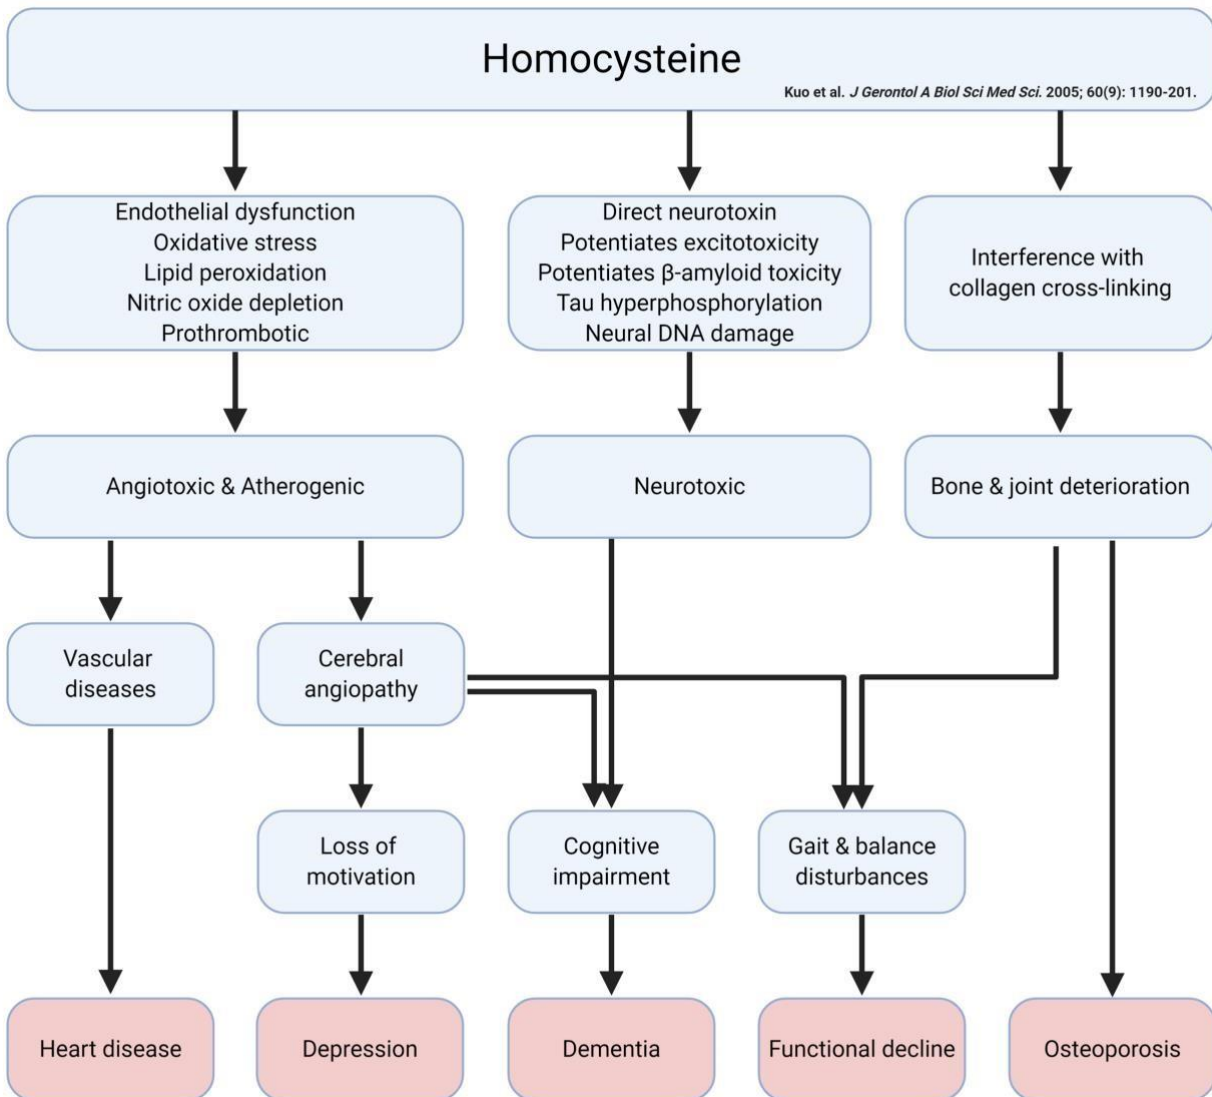 Homocysteine
Kuo et al. J Gerontol A Biol Sci Med Sci. 2005; 60(9): 1190-201.
Endothelial dysfunction
Oxidative stress
Lipid peroxidation
Nitric oxide depletion
Prothrombotic
Direct neurotoxin
Potentiates excitotoxicity
Potentiates β-amyloid toxicity
Tau hyperphosphorylation
Neural DNA damage
Interference with
collagen cross-linking
Angiotoxic & Atherogenic
Neurotoxic
Bone & joint deterioration
Vascular
diseases
Cerebral
angiopathy
Loss of
motivation
Cognitive
impairment
Gait & balance
disturbances
Heart disease
Depression
Dementia
Functional decline
Osteoporosis